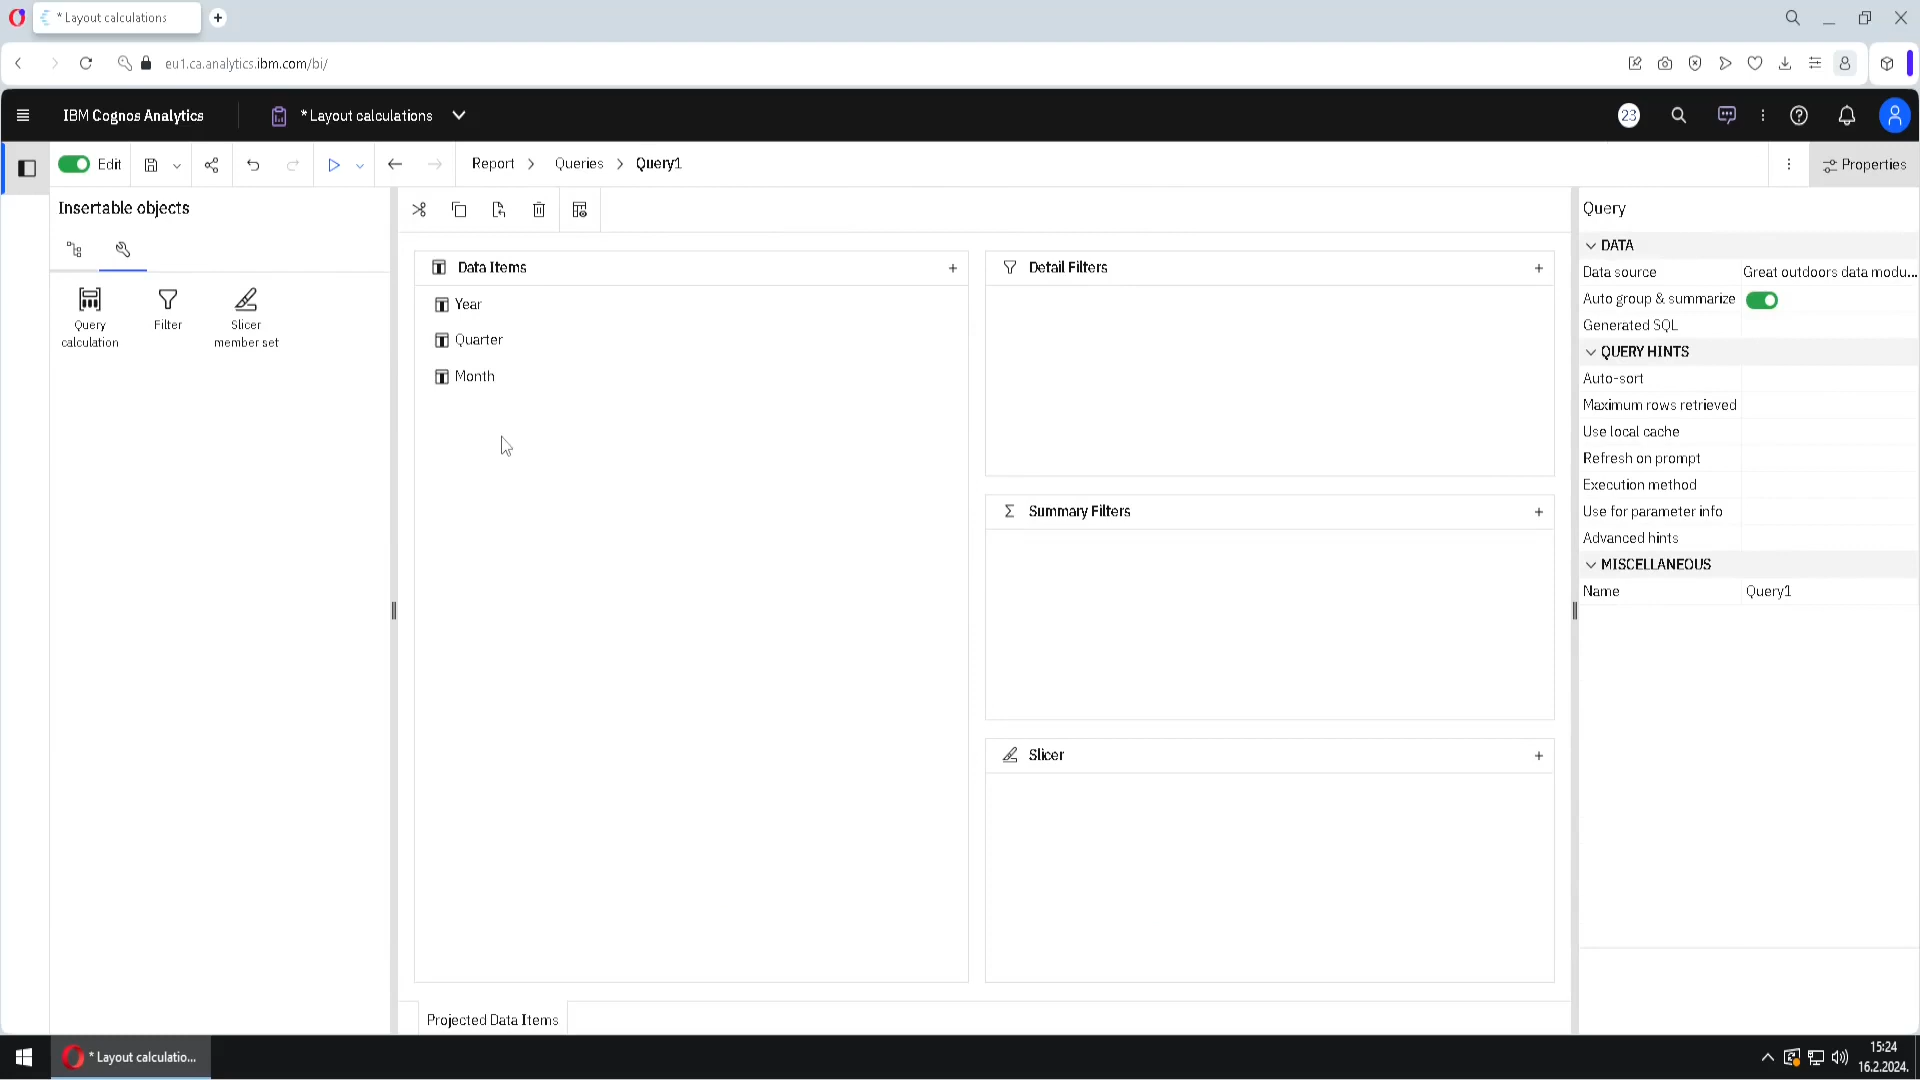 * Layout calculations
eu1.ca.analytics.ibm.com/bi/
IBM Cognos Analytics
* Layout calculations
23
Edit
Report > Queries > Query1
Properties
Insertable objects
Query
calculation
Filter
Slicer
member set
Data Items
Year
Quarter
Month
Detail Filters
Summary Filters
Slicer
Projected Data Items
Query
DATA
Data source Great outdoors data modu...
Auto group & summarize
Generated SQL
QUERY HINTS
Auto-sort
Maximum rows retrieved
Use local cache
Refresh on prompt
Execution method
Use for parameter info
Advanced hints
MISCELLANEOUS
Name Query1
* Layout calculatio...
15:24
16.2.2024.